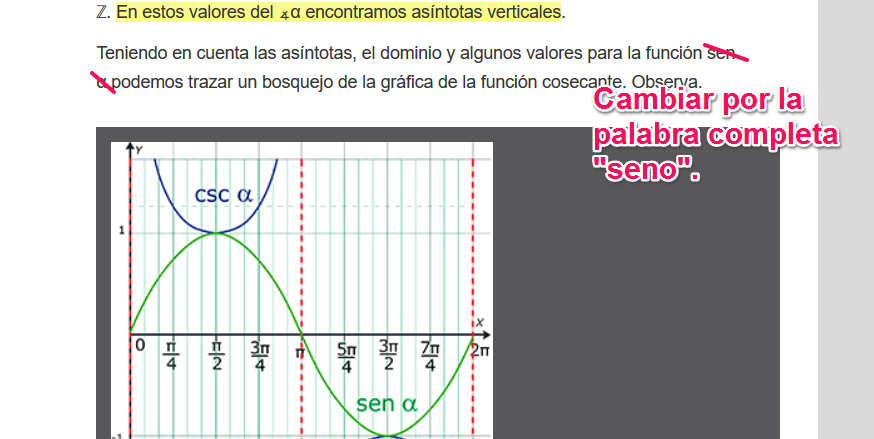 ℤ. En estos valores del ∡α encontramos asíntotas verticales.
Teniendo en cuenta las asíntotas, el dominio y algunos valores para la función sen
α podemos trazar un bosquejo de la gráfica de la función cosecante. Observa.
Cambiar por la
palabra completa
"seno".
Y
csc α
1
X
0 π/4 π/2 3π/4 π 5π/4 3π/2 7π/4 2π
sen α
-1